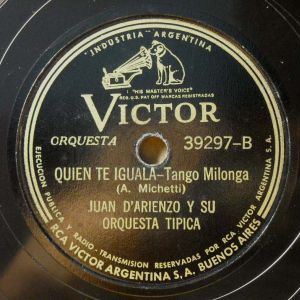 "INDUSTRIA ARGENTINA"
"HIS MASTER'S VOICE"
REG. U.S. PAT OFF MARCAS REGISTRADAS
VICTOR
ORQUESTA
39297-B
QUIEN TE IGUALA-Tango Milonga
(A. Michetti)
JUAN D'ARIENZO Y SU
ORQUESTA TIPICA
EJECUCION PUBLICA Y RADIO-TRANSMISION RESERVADAS POR RCA VICTOR ARGENTINA S. A.
RCA VICTOR ARGENTINA S. A. BUENOS AIRES